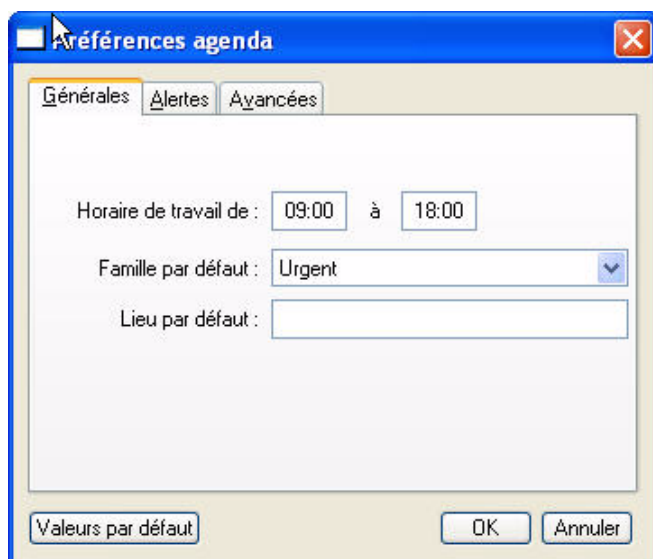 Préférences agenda
Générales Alertes Avancées
Horaire de travail de : 09:00 à 18:00
Famille par défaut : Urgent
Lieu par défaut :
Valeurs par défaut OK Annuler